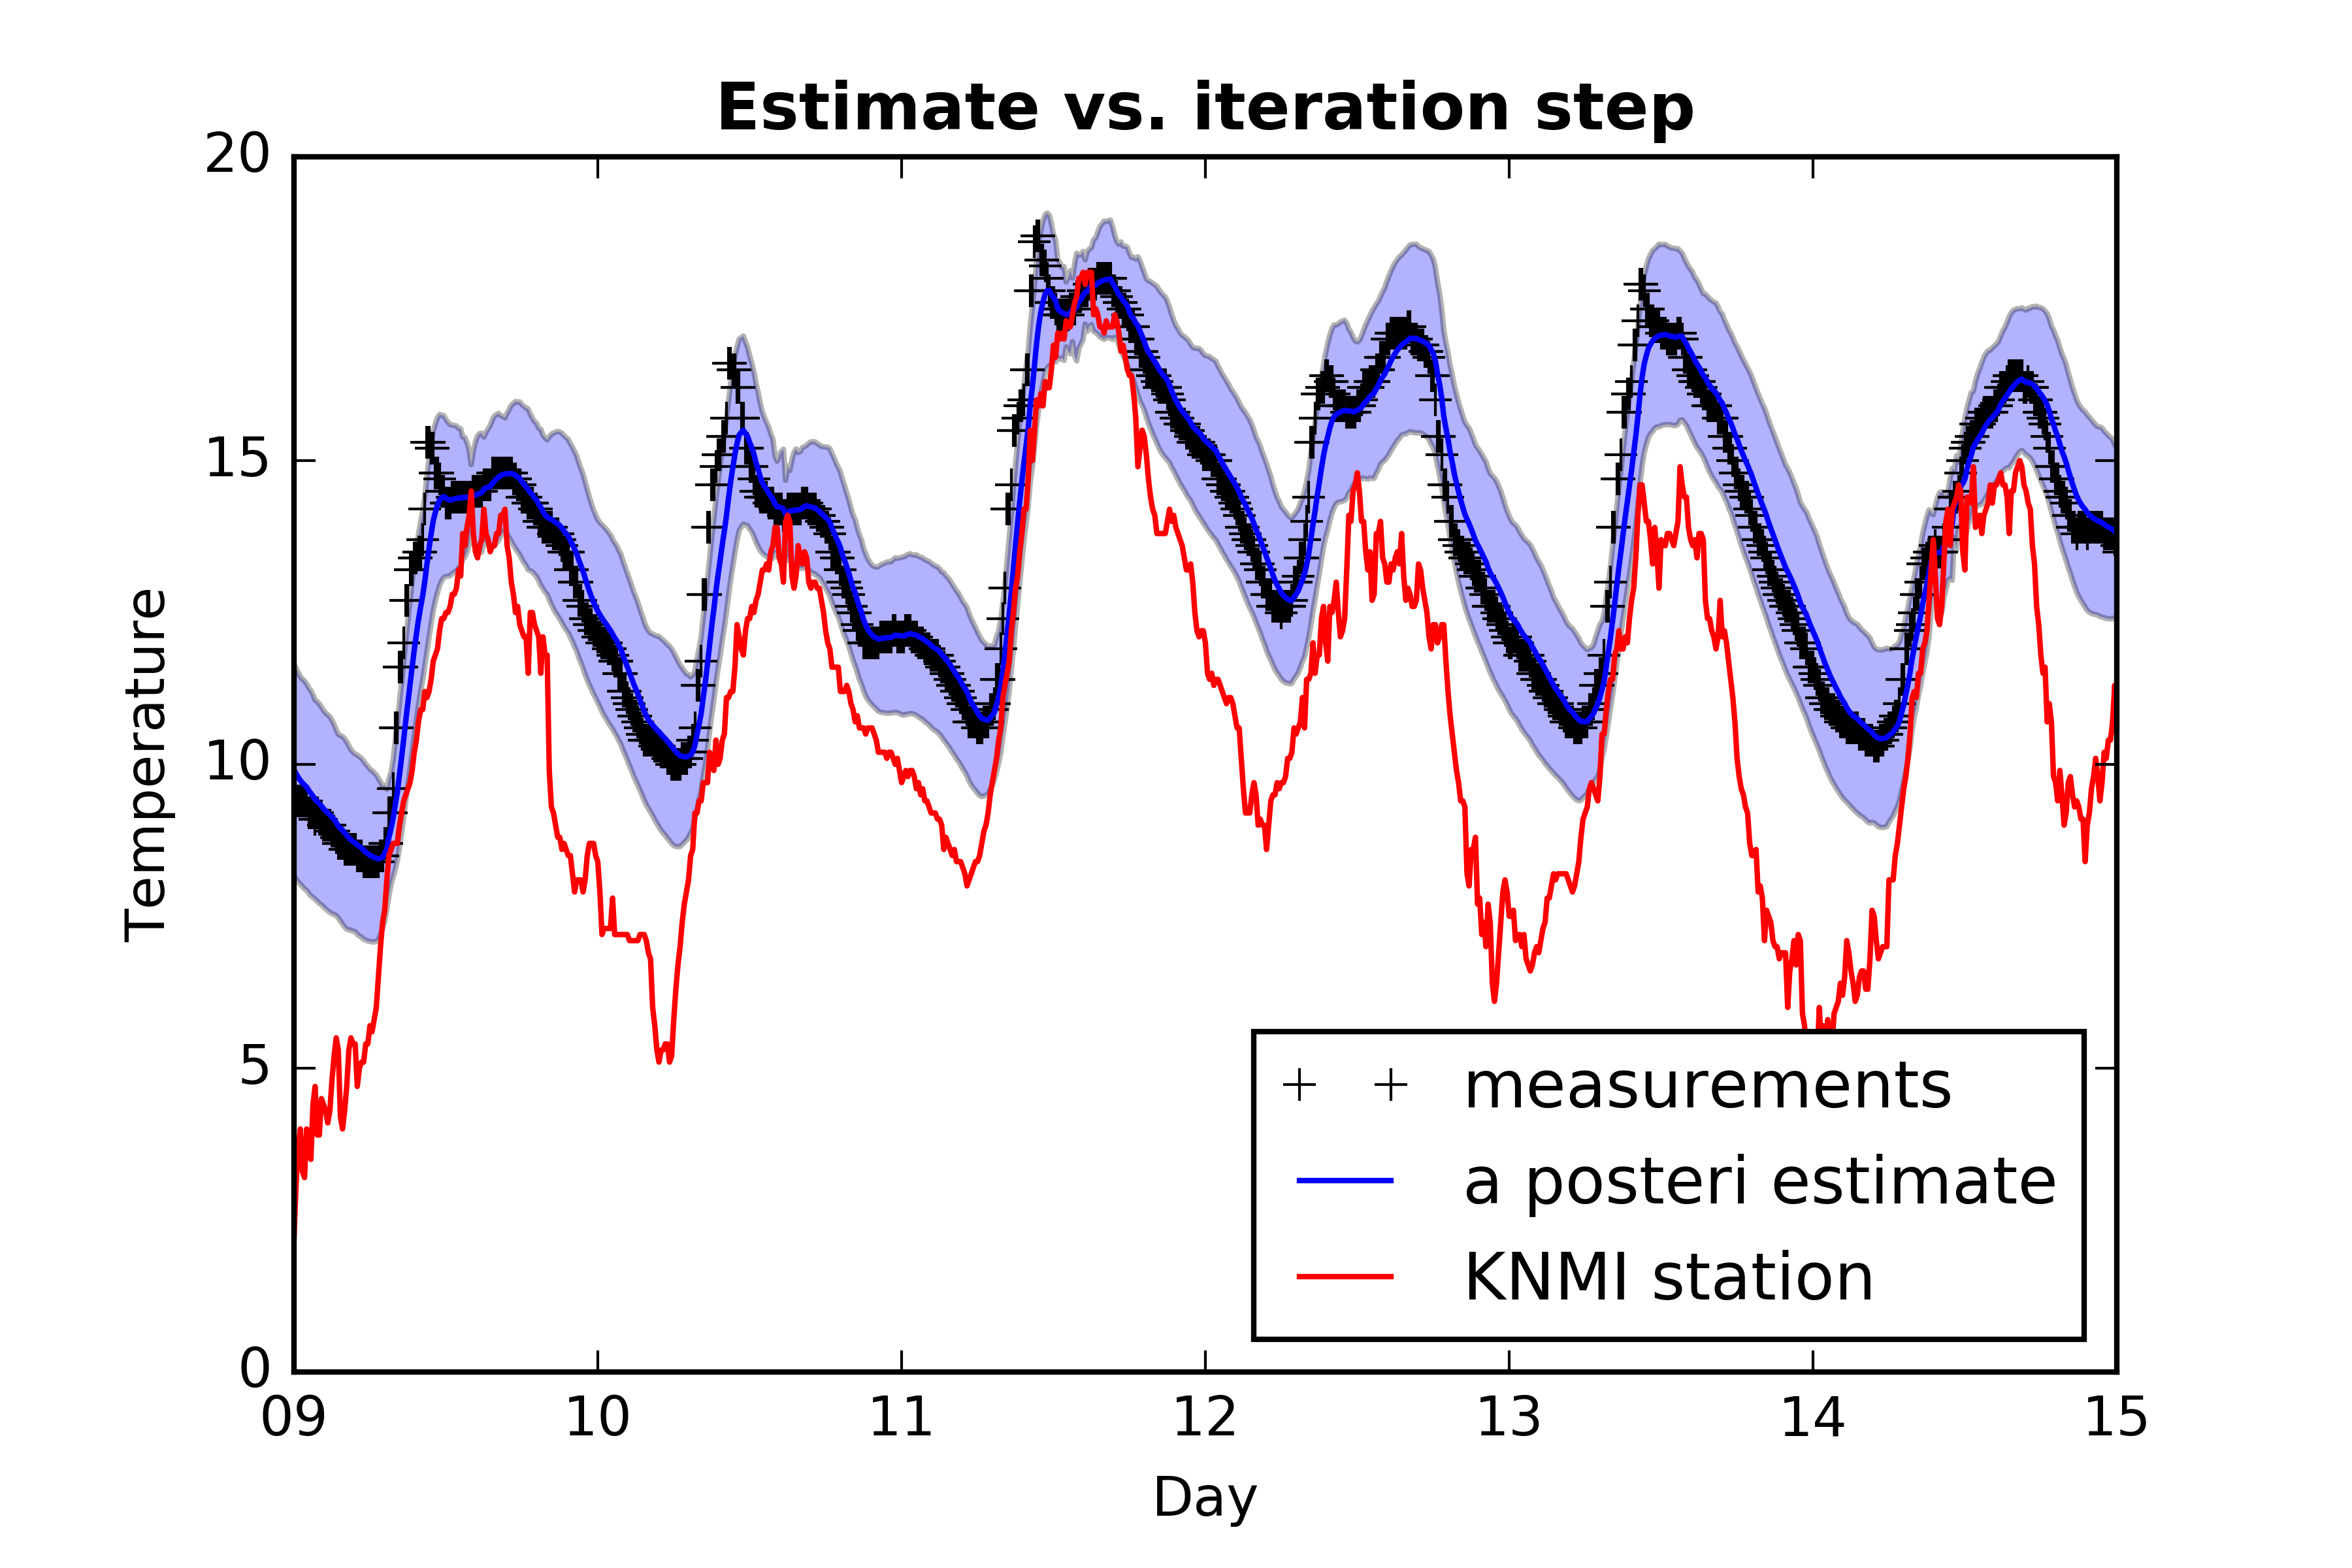 Estimate vs. iteration step
20
15
10
5
0
Temperature
09 10 11 12 13 14 15
Day
measurements
a posteri estimate
KNMI station